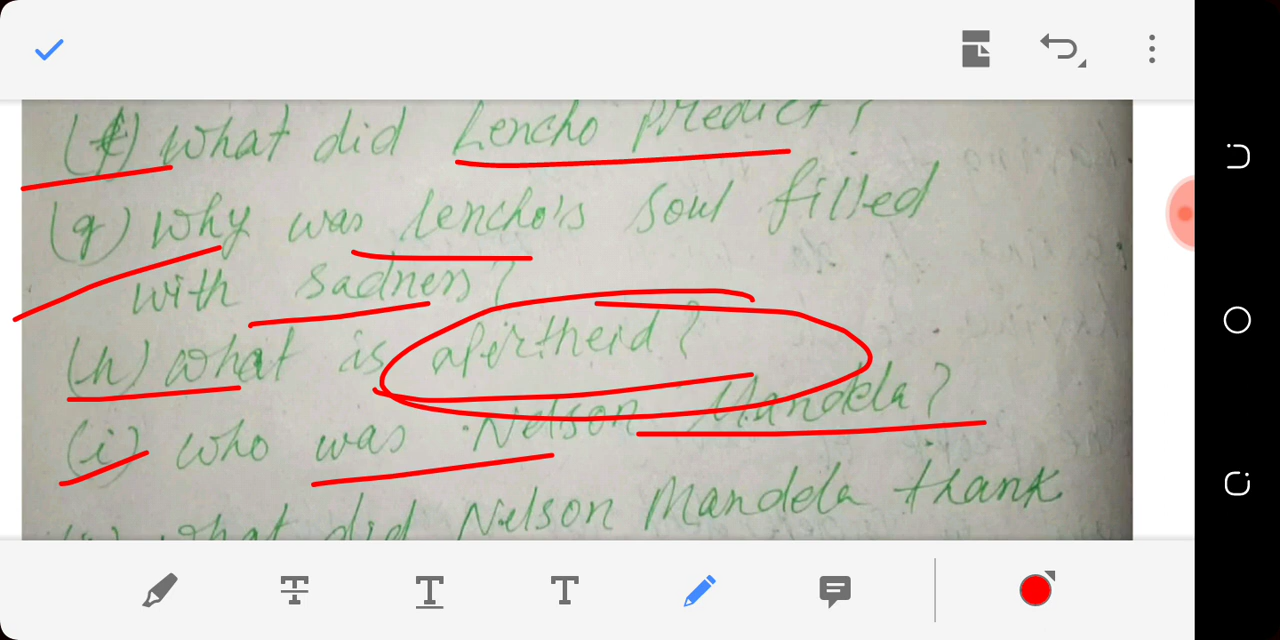 (f) What did Lencho Predict?
(g) Why was Lencho's soul filled
with sadness?
(h) What is apirtheid?
(i) who was Nelson Mandela?
what did Nelson Mandela thank